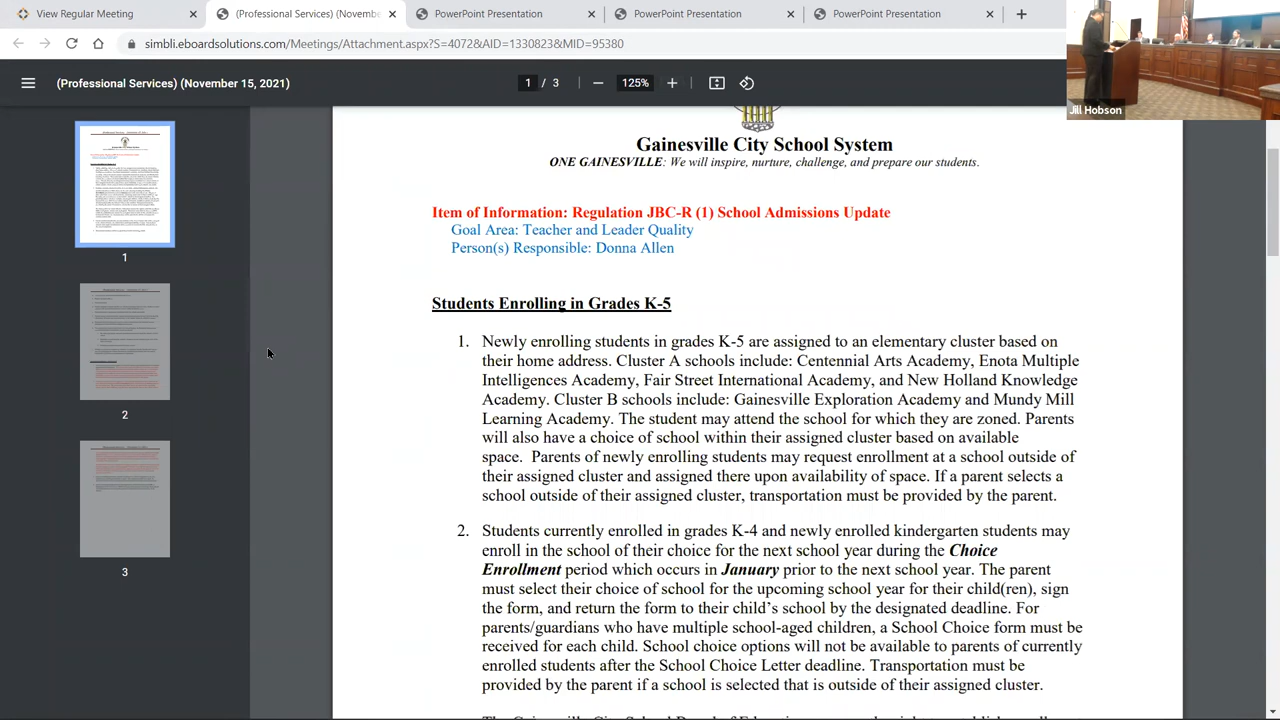 View Regular Meeting
(Professional Services) (Novembe
PowerPoint Presentation
PowerPoint Presentation
PowerPoint Presentation
simbli.eboardsolutions.com/Meetings/Attachment.aspx?S=4072&AID=1330823&MID=95380
(Professional Services) (November 15, 2021)
1 / 3
125%
Jill Hobson
1
2
3
Gainesville City School System
ONE GAINESVILLE: We will inspire, nurture, challenge, and prepare our students.
Item of Information: Regulation JBC-R (1) School Admissions Update
Goal Area: Teacher and Leader Quality
Person(s) Responsible: Donna Allen
Students Enrolling in Grades K-5
1. Newly enrolling students in grades K-5 are assigned to an elementary cluster based on
their home address. Cluster A schools include: Centennial Arts Academy, Enota Multiple
Intelligences Academy, Fair Street International Academy, and New Holland Knowledge
Academy. Cluster B schools include: Gainesville Exploration Academy and Mundy Mill
Learning Academy. The student may attend the school for which they are zoned. Parents
will also have a choice of school within their assigned cluster based on available
space. Parents of newly enrolling students may request enrollment at a school outside of
their assigned cluster and assigned there upon availability of space. If a parent selects a
school outside of their assigned cluster, transportation must be provided by the parent.
2. Students currently enrolled in grades K-4 and newly enrolled kindergarten students may
enroll in the school of their choice for the next school year during the Choice
Enrollment period which occurs in January prior to the next school year. The parent
must select their choice of school for the upcoming school year for their child(ren), sign
the form, and return the form to their child's school by the designated deadline. For
parents/guardians who have multiple school-aged children, a School Choice form must be
received for each child. School choice options will not be available to parents of currently
enrolled students after the School Choice Letter deadline. Transportation must be
provided by the parent if a school is selected that is outside of their assigned cluster.